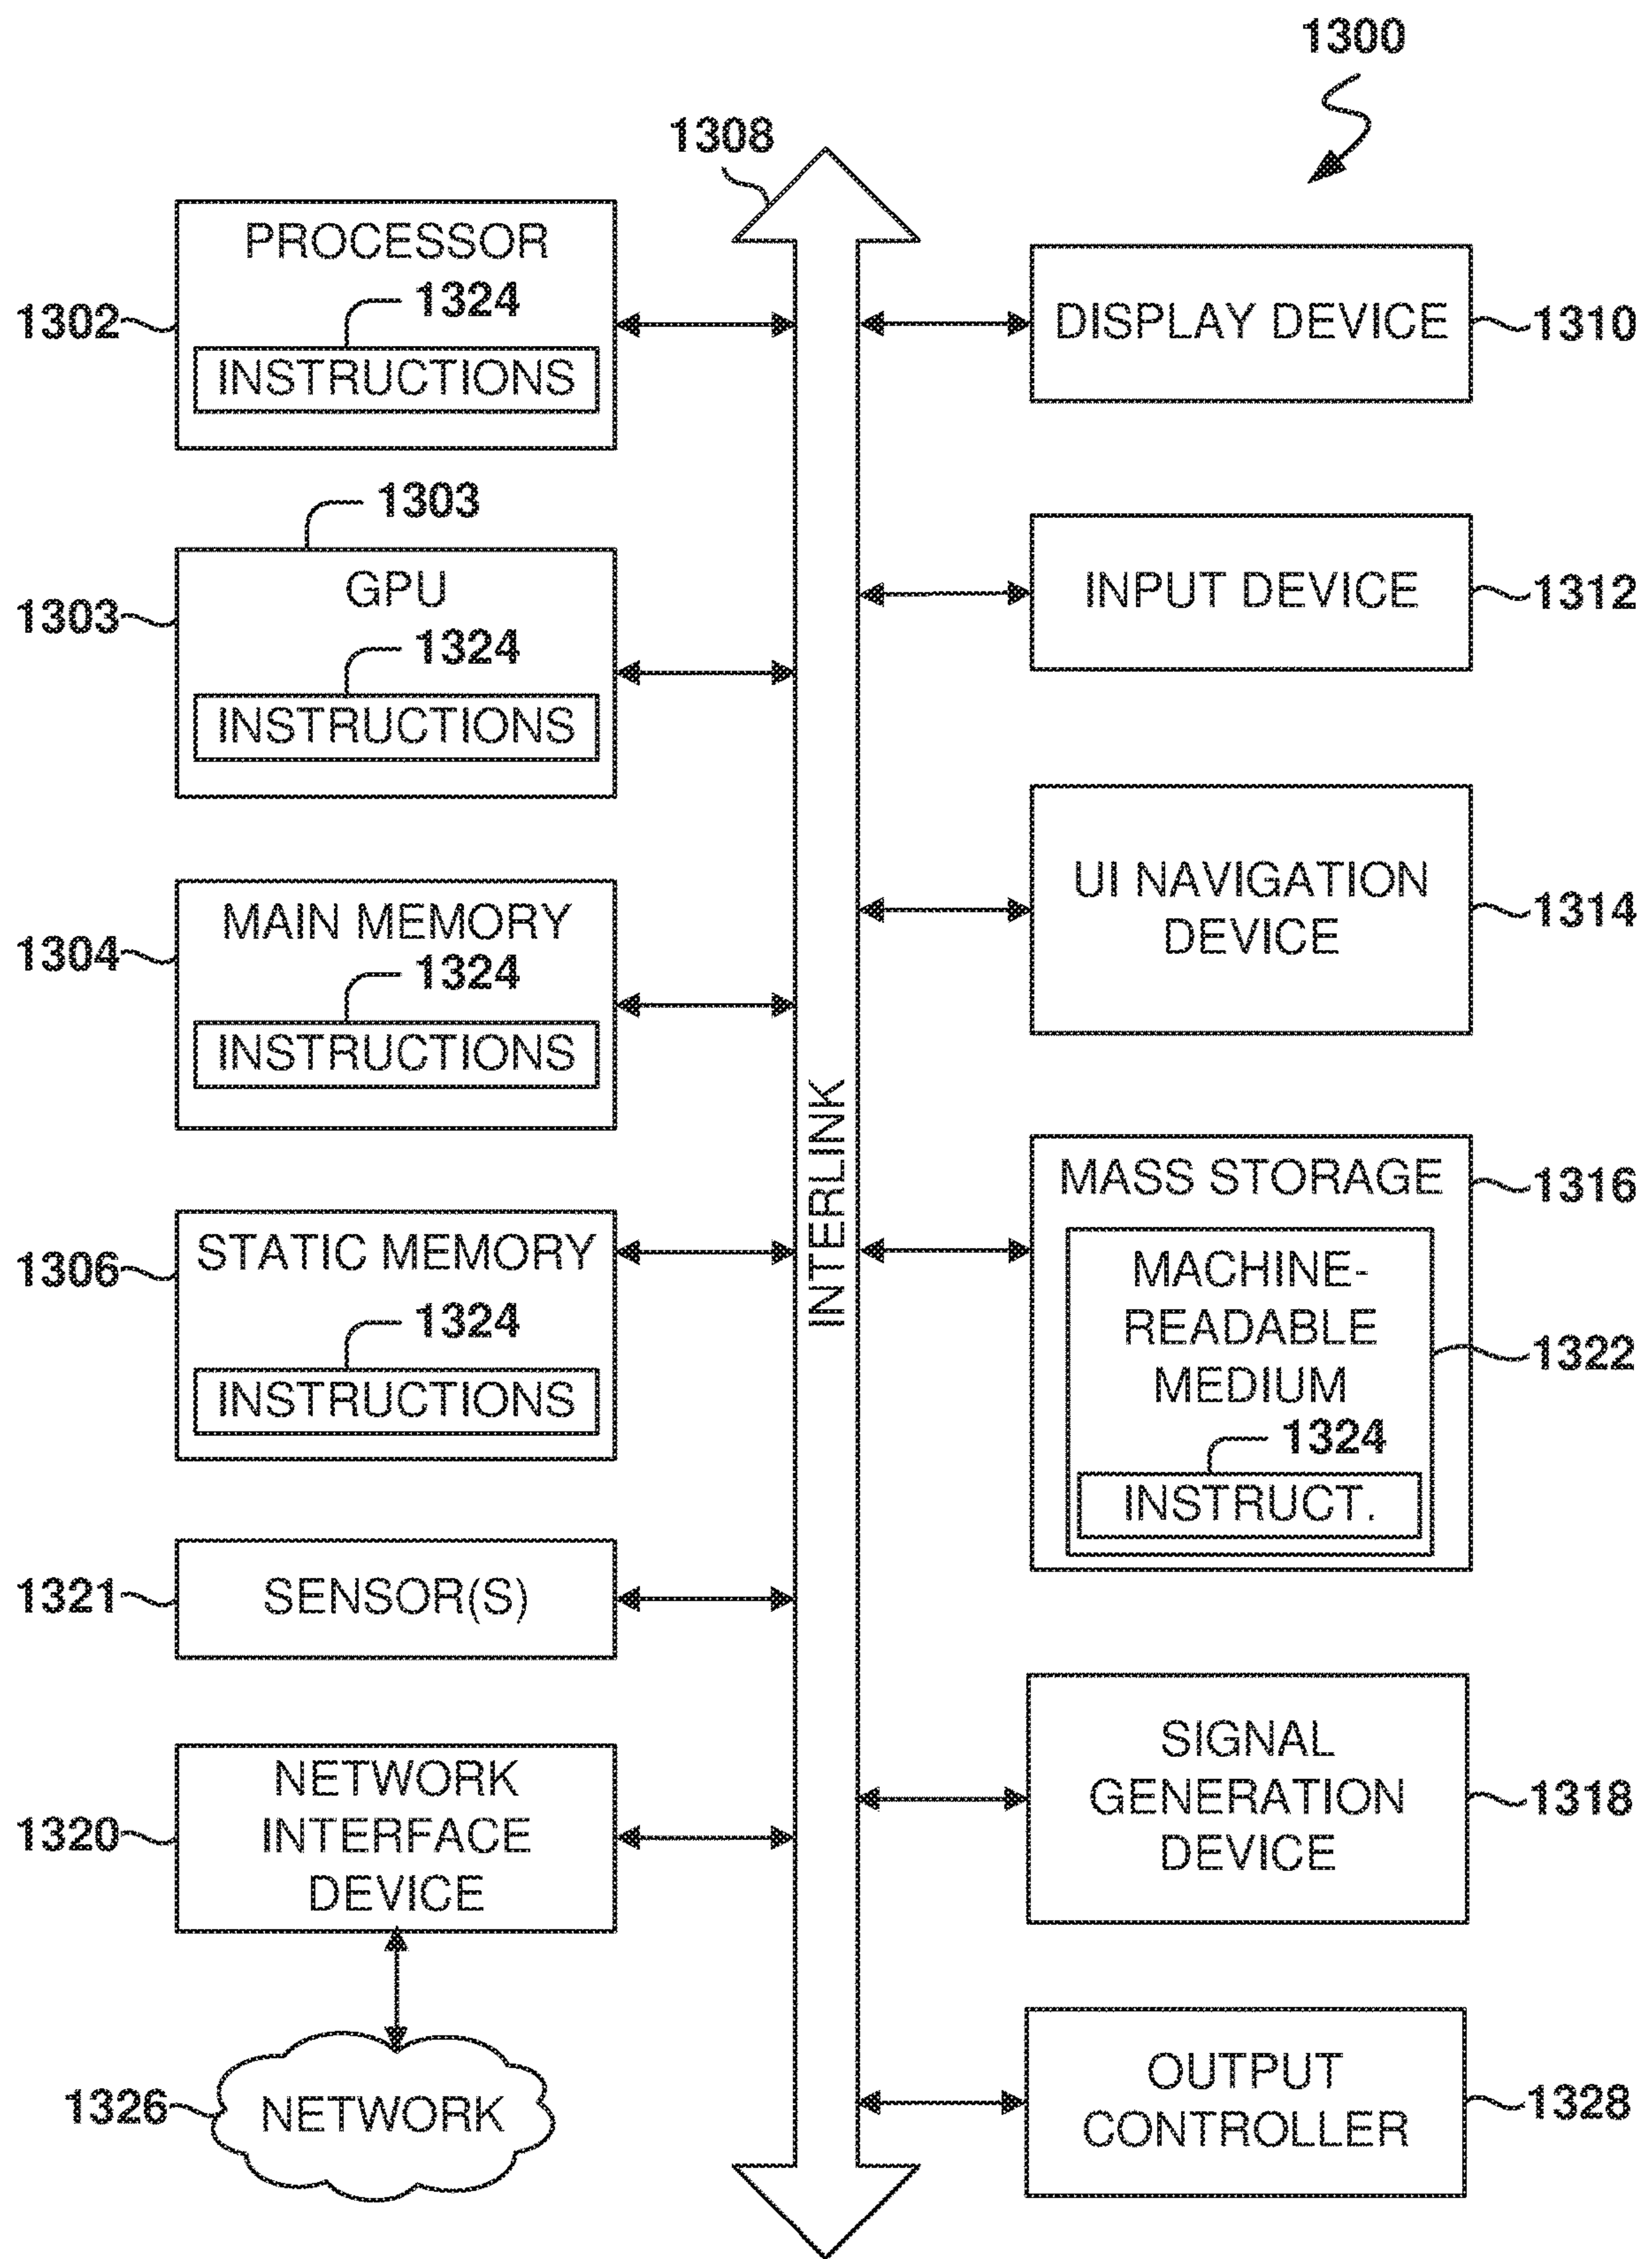 1300
1308
PROCESSOR
1324
1302
INSTRUCTIONS
1303
GPU
1303
1324
INSTRUCTIONS
MAIN MEMORY
1304
1324
INSTRUCTIONS
STATIC MEMORY
1306
1324
INSTRUCTIONS
1321
SENSOR(S)
NETWORK
INTERFACE
DEVICE
1320
1326
NETWORK
INTERLINK
DISPLAY DEVICE
1310
INPUT DEVICE
1312
UI NAVIGATION
DEVICE
1314
MASS STORAGE
1316
MACHINE-
READABLE
MEDIUM
1322
1324
INSTRUCT.
SIGNAL
GENERATION
DEVICE
1318
OUTPUT
CONTROLLER
1328